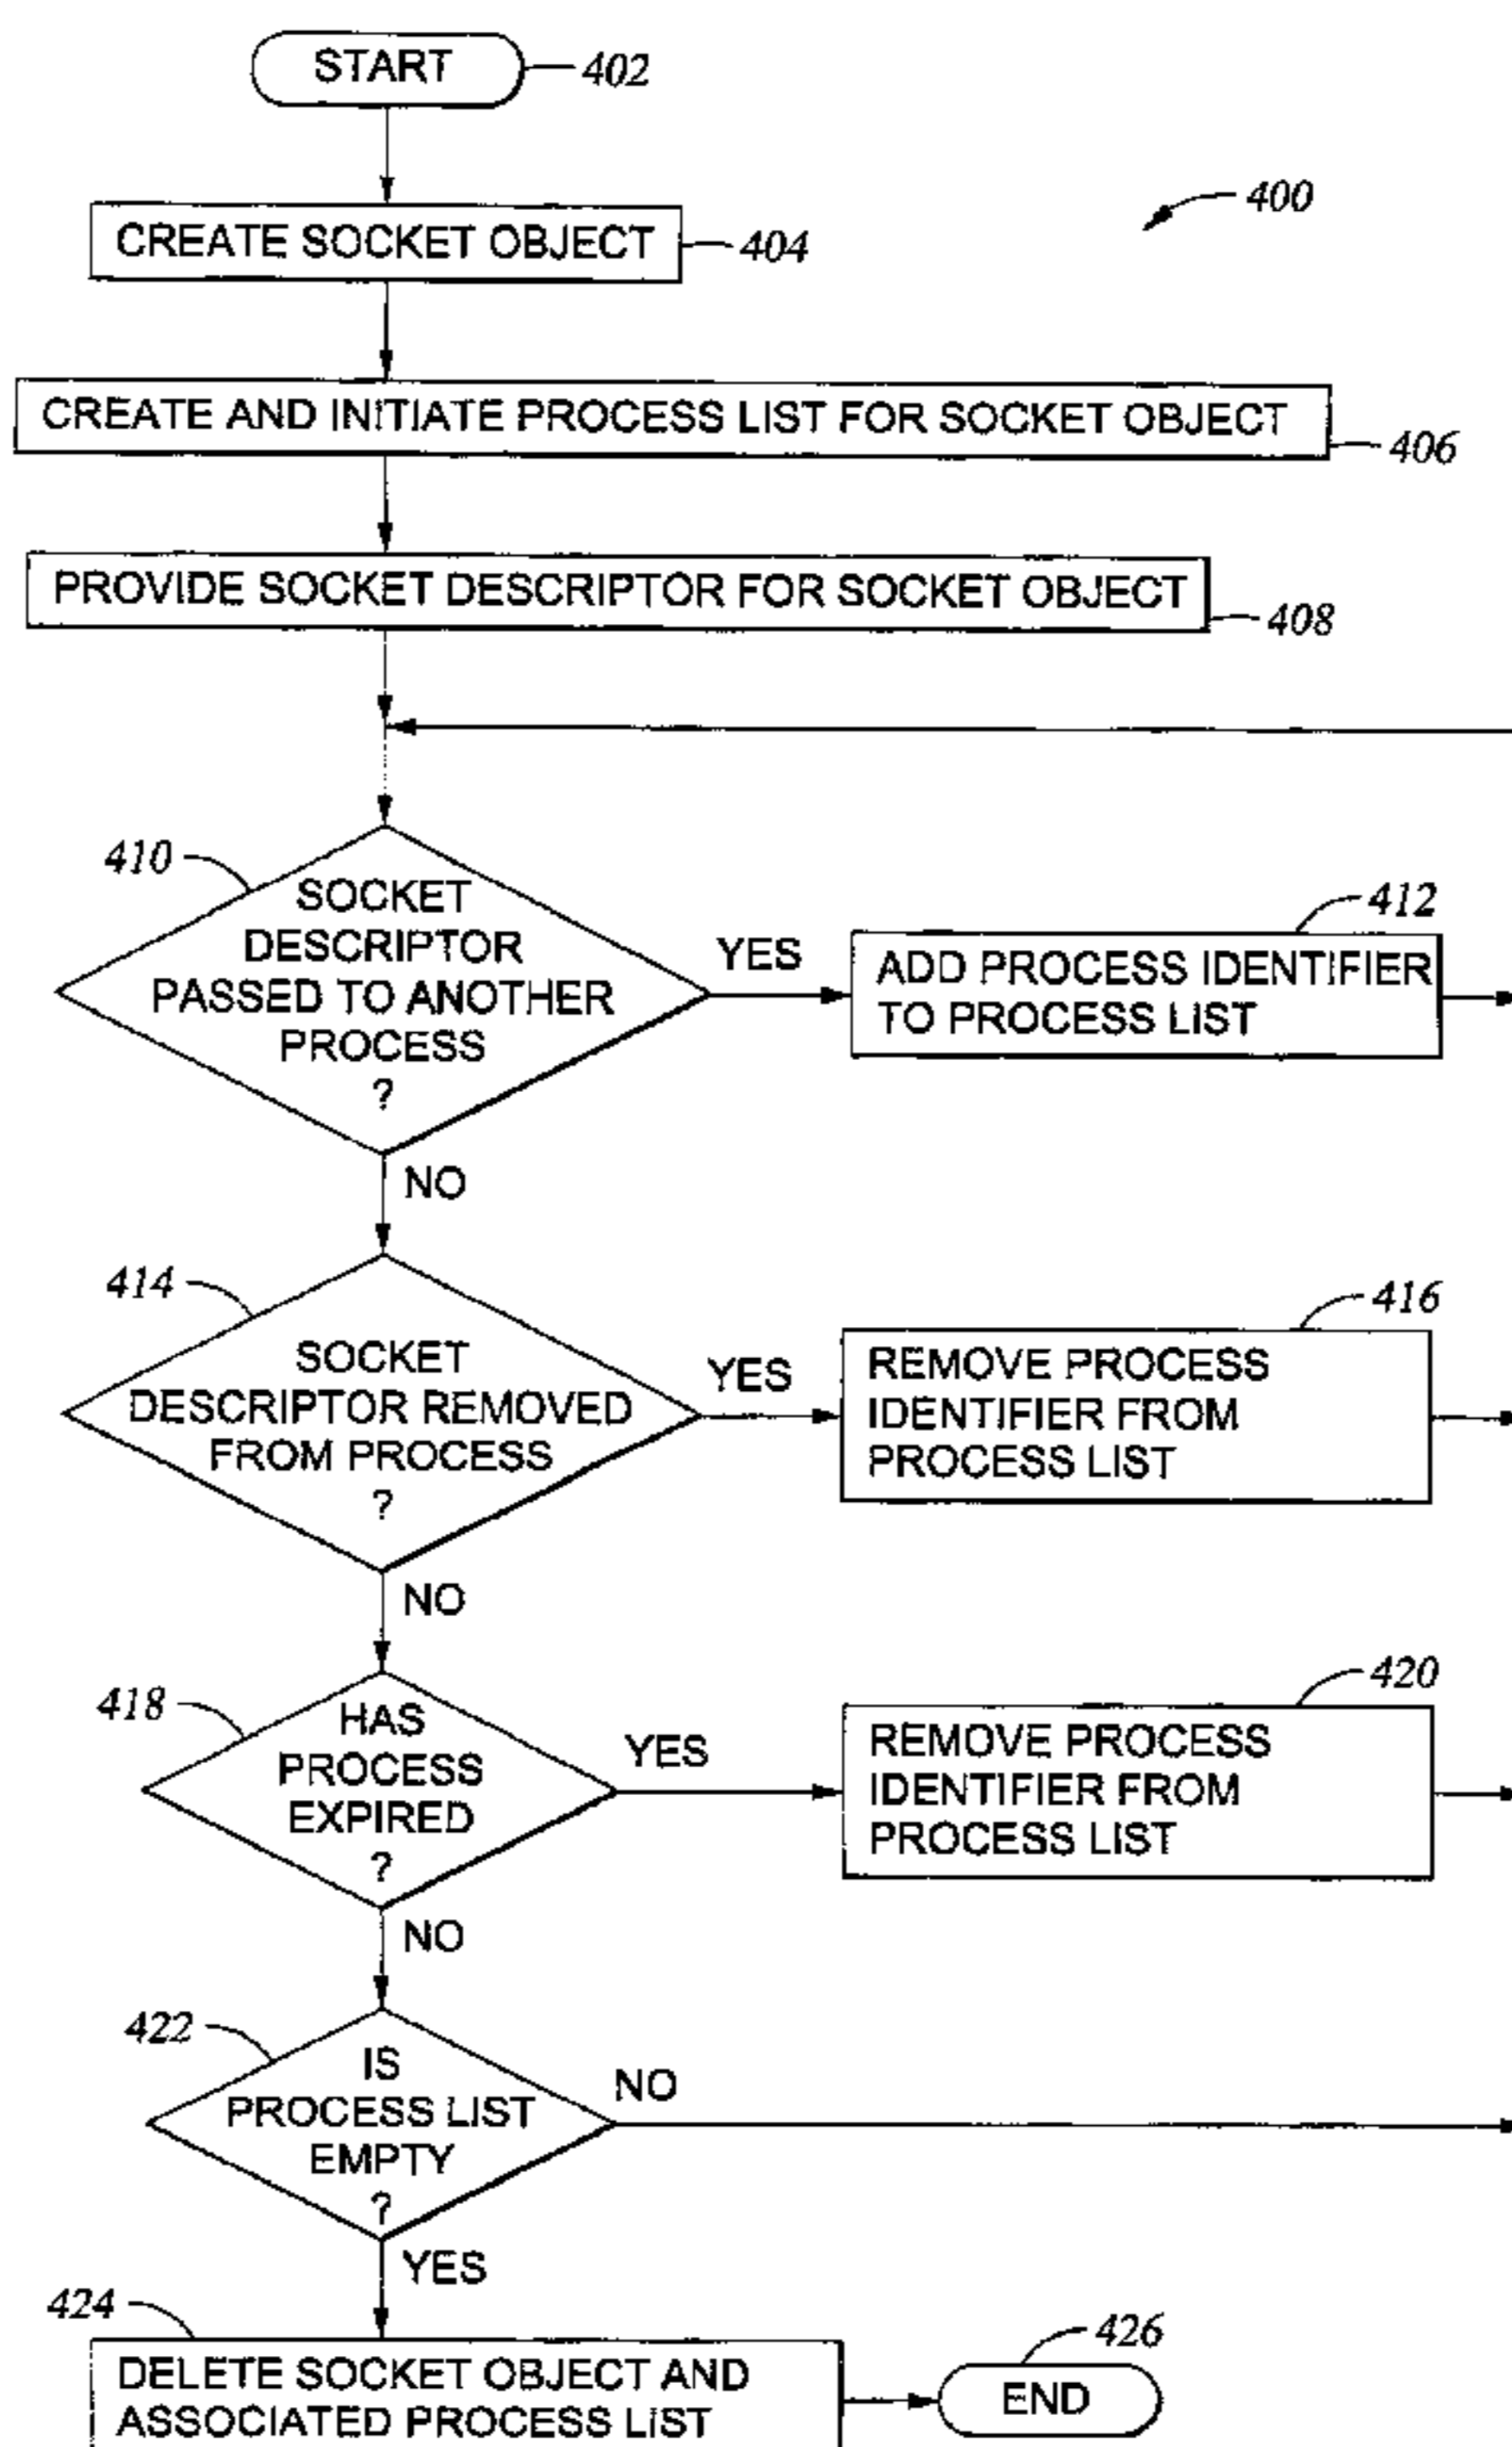 START
402
400
CREATE SOCKET OBJECT
404
CREATE AND INITIATE PROCESS LIST FOR SOCKET OBJECT
406
PROVIDE SOCKET DESCRIPTOR FOR SOCKET OBJECT
408
410
SOCKET
DESCRIPTOR
PASSED TO ANOTHER
PROCESS
?
YES
412
ADD PROCESS IDENTIFIER
TO PROCESS LIST
NO
414
SOCKET
DESCRIPTOR REMOVED
FROM PROCESS
?
YES
416
REMOVE PROCESS
IDENTIFIER FROM
PROCESS LIST
NO
418
HAS
PROCESS
EXPIRED
?
YES
420
REMOVE PROCESS
IDENTIFIER FROM
PROCESS LIST
NO
422
IS
PROCESS LIST
EMPTY
?
NO
YES
424
DELETE SOCKET OBJECT AND
ASSOCIATED PROCESS LIST
426
END